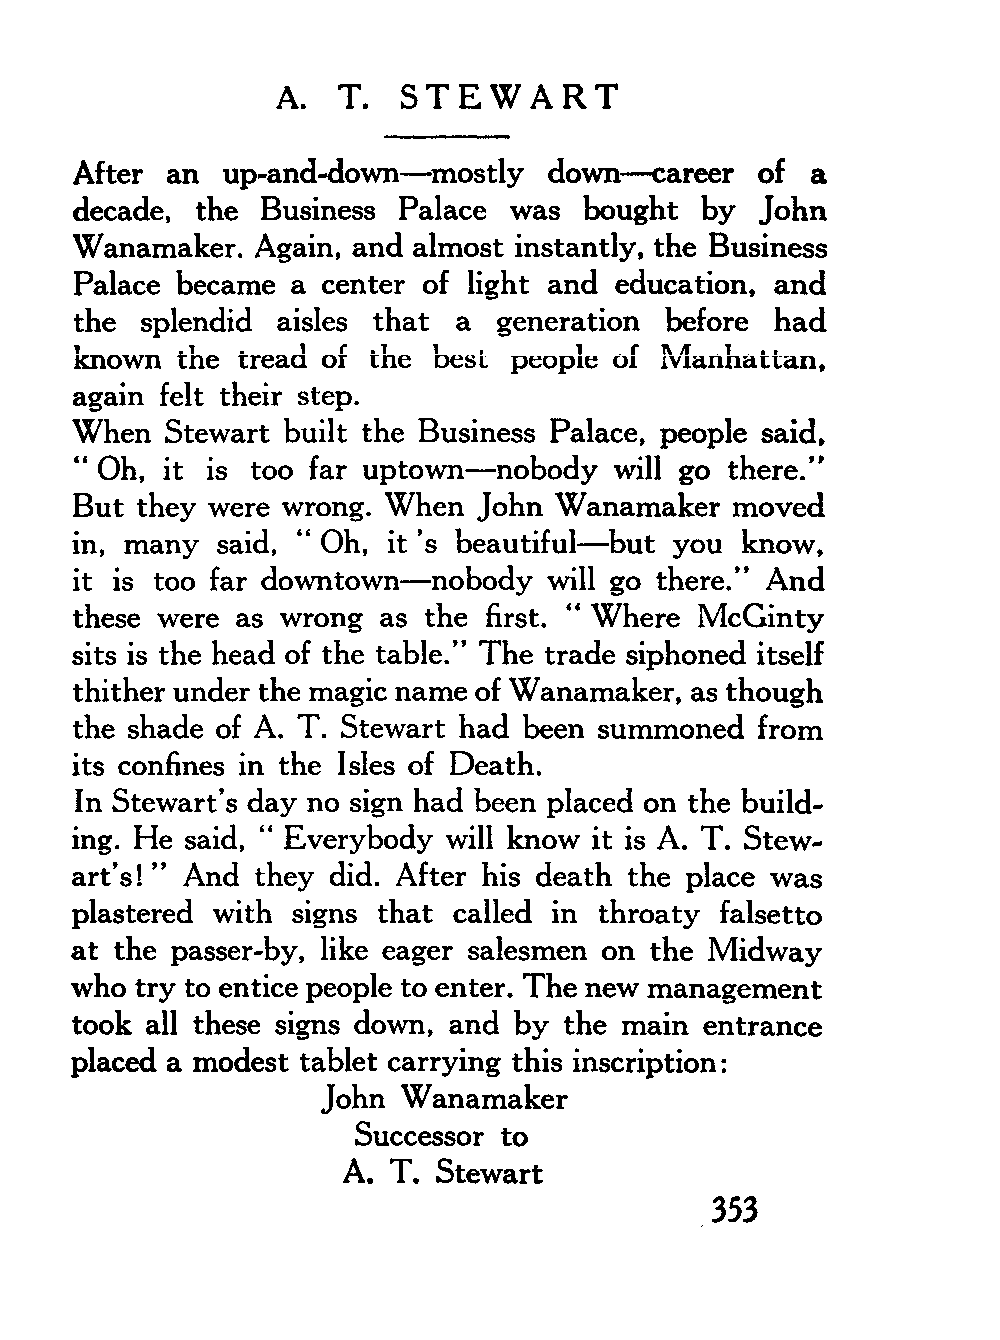 A. T. STEWART
After an up-and-down—mostly down—career of a
decade, the Business Palace was bought by John
Wanamaker. Again, and almost instantly, the Business
Palace became a center of light and education, and
the splendid aisles that a generation before had
known the tread of the best people of Manhattan,
again felt their step.
When Stewart built the Business Palace, people said,
“ Oh, it is too far uptown—nobody will go there.”
But they were wrong. When John Wanamaker moved
in, many said, “ Oh, it 's beautiful—but you know,
it is too far downtown—nobody will go there.” And
these were as wrong as the first. “ Where McGinty
sits is the head of the table.” The trade siphoned itself
thither under the magic name of Wanamaker, as though
the shade of A. T. Stewart had been summoned from
its confines in the Isles of Death.
In Stewart's day no sign had been placed on the build-
ing. He said, “ Everybody will know it is A. T. Stew-
art's! ” And they did. After his death the place was
plastered with signs that called in throaty falsetto
at the passer-by, like eager salesmen on the Midway
who try to entice people to enter. The new management
took all these signs down, and by the main entrance
placed a modest tablet carrying this inscription:
John Wanamaker
Successor to
A. T. Stewart
353